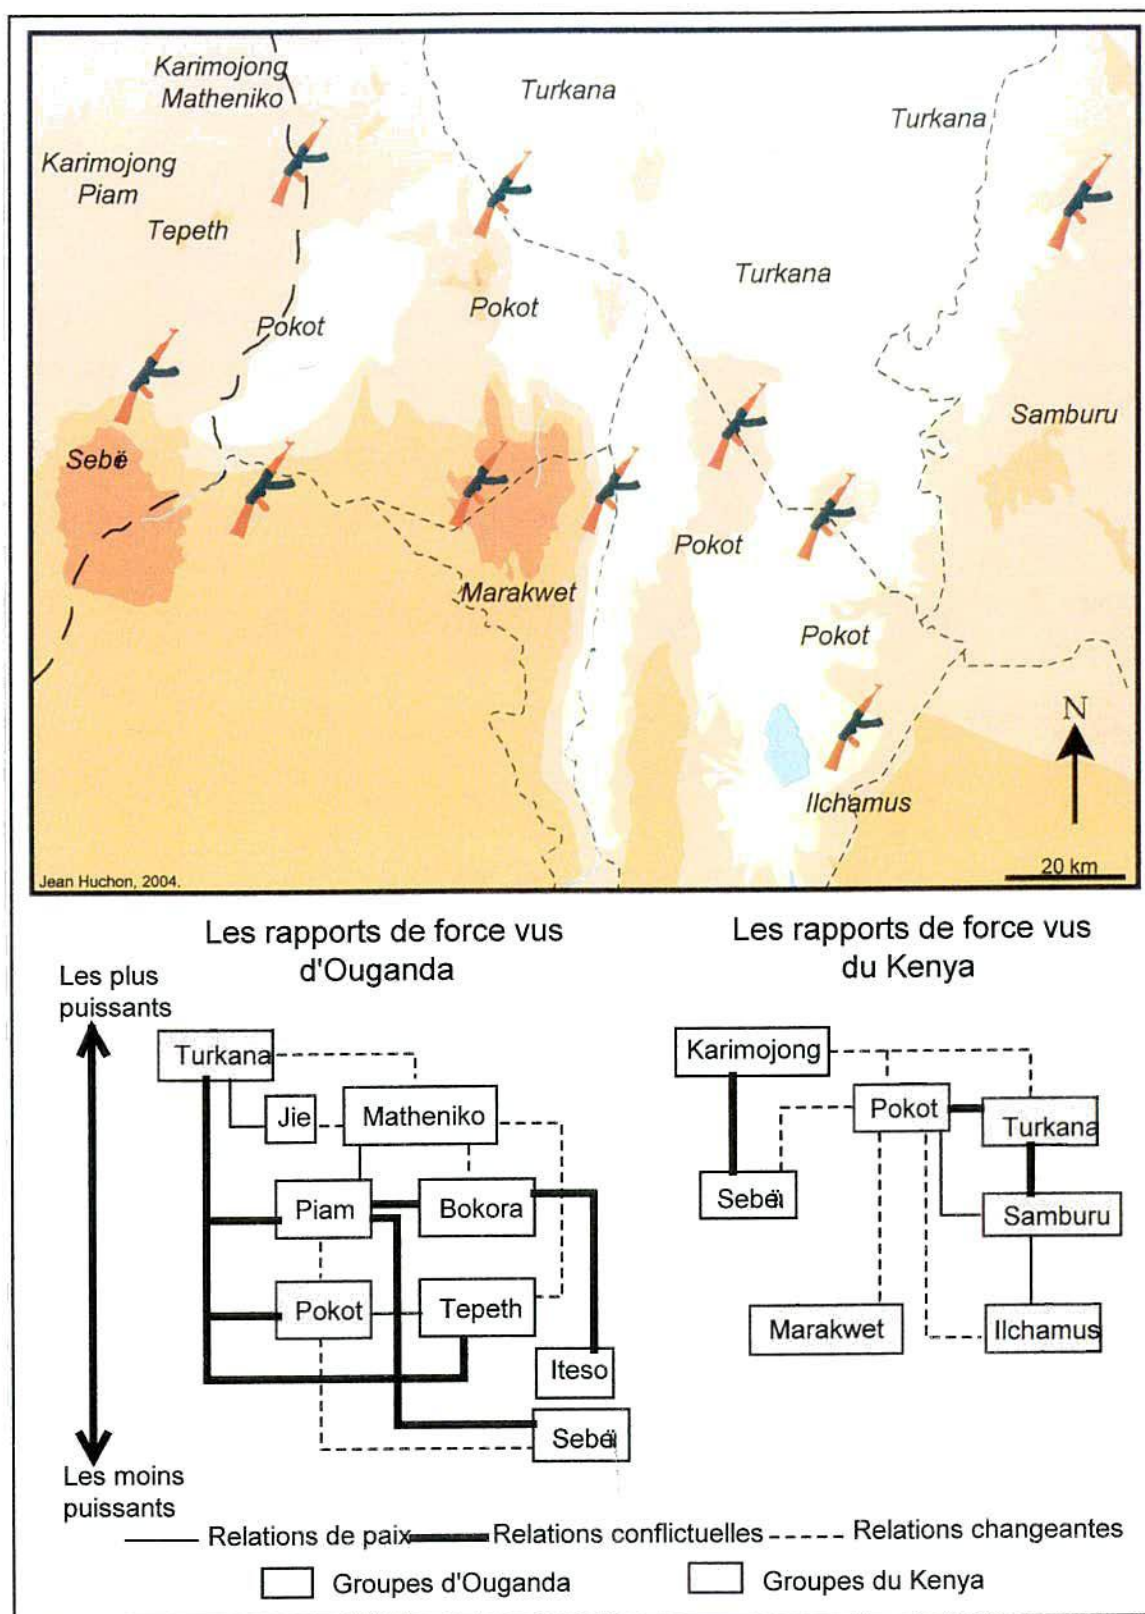 Karimojong
Matheniko
Turkana
Turkana
Karimojong
Piam
Tepeth
Turkana
Pokot
Pokot
Samburu
Sebëï
Pokot
Marakwet
Pokot
N
Ilchamus
20 km
Jean Huchon, 2004.
Les rapports de force vus
d'Ouganda
Les rapports de force vus
du Kenya
Les plus
puissants
Turkana
Jie
Matheniko
Piam
Bokora
Pokot
Tepeth
Iteso
Sebëï
Les moins
puissants
Karimojong
Pokot
Turkana
Sebëï
Samburu
Marakwet
Ilchamus
Relations de paix
Relations conflictuelles
Relations changeantes
Groupes d'Ouganda
Groupes du Kenya